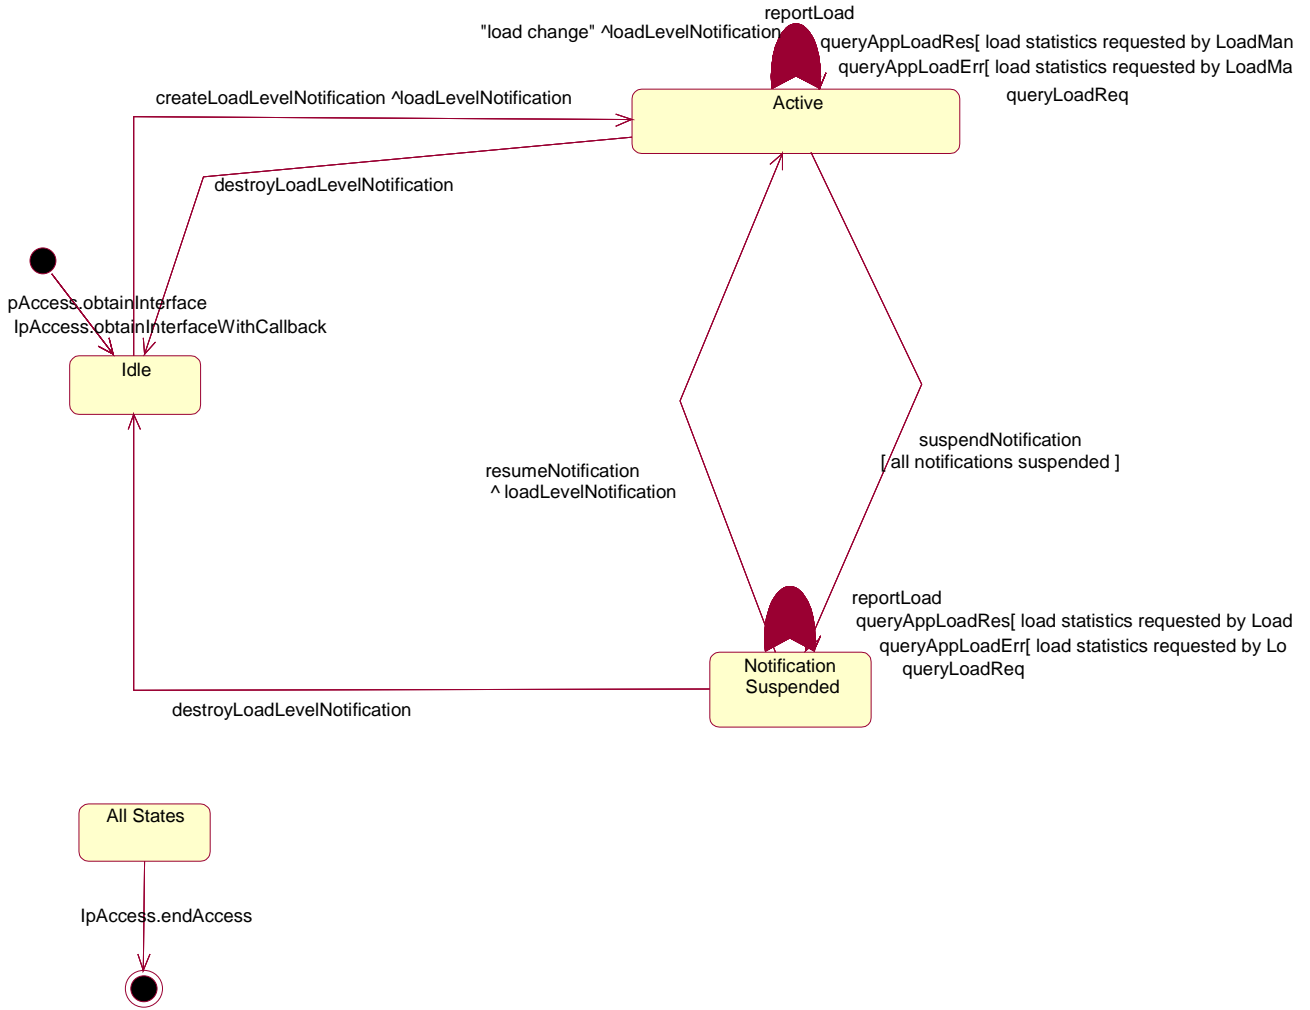 reportLoad
"load change" ^loadLevelNotification
queryAppLoadRes[ load statistics requested by LoadMan
queryAppLoadErr[ load statistics requested by LoadMa
queryLoadReq
createLoadLevelNotification ^loadLevelNotification
Active
destroyLoadLevelNotification
pAccess.obtainInterface
IpAccess.obtainInterfaceWithCallback
Idle
suspendNotification
[ all notifications suspended ]
resumeNotification
^ loadLevelNotification
reportLoad
queryAppLoadRes[ load statistics requested by Load
queryAppLoadErr[ load statistics requested by Lo
queryLoadReq
Notification
Suspended
destroyLoadLevelNotification
All States
IpAccess.endAccess